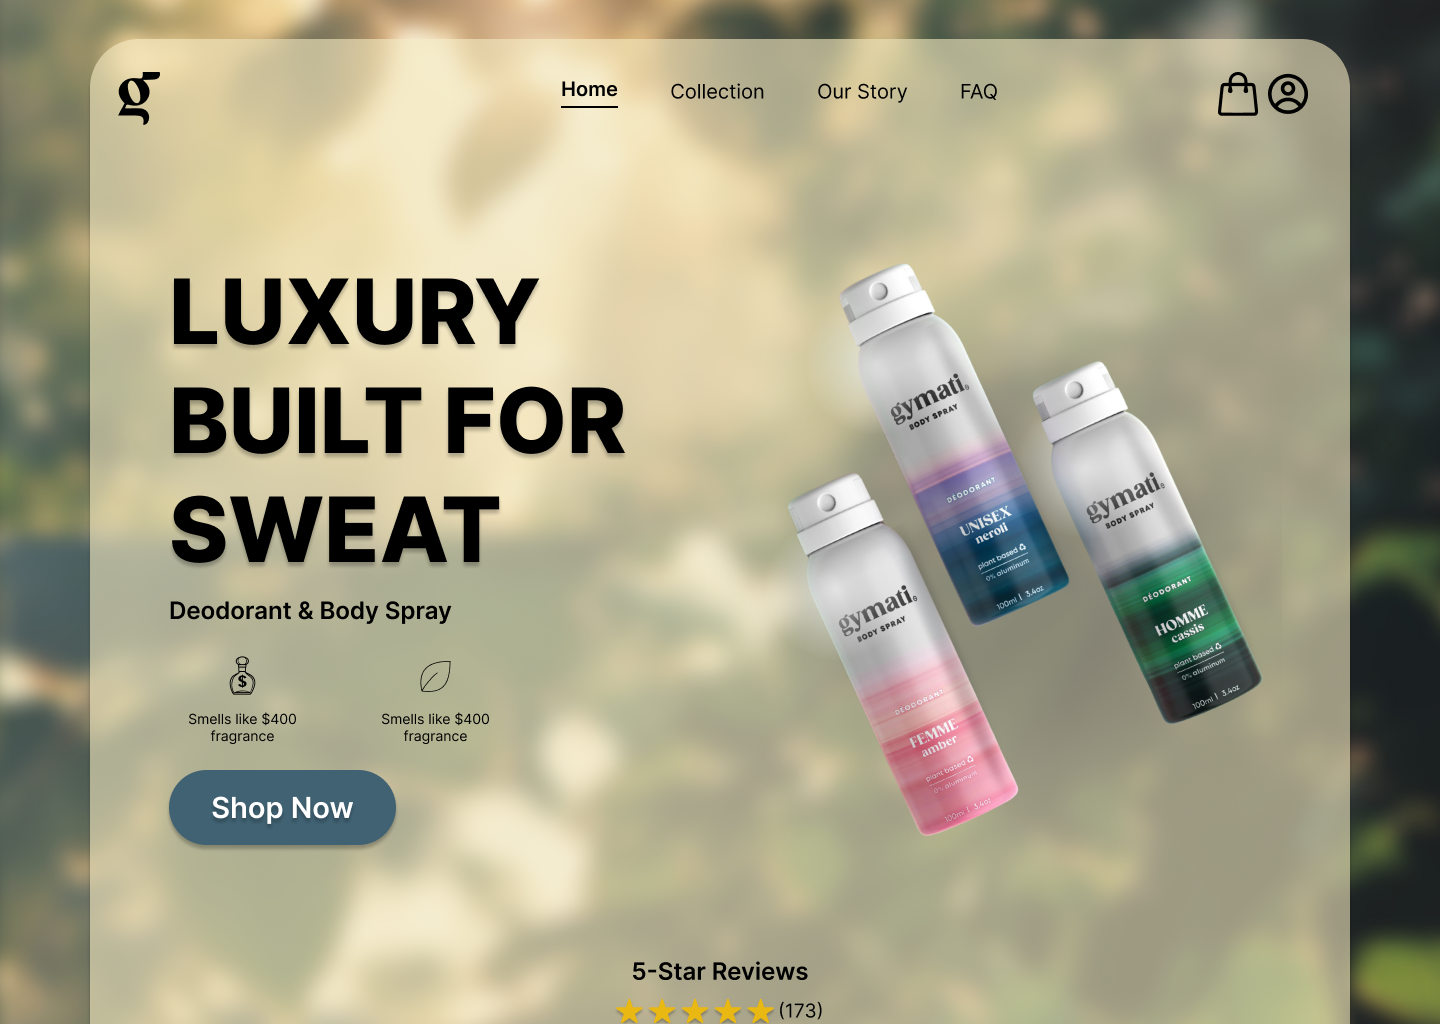 g
Home Collection Our Story FAQ
LUXURY
BUILT FOR
SWEAT
Deodorant & Body Spray
$
Smells like $400
fragrance
Smells like $400
fragrance
Shop Now
gymati
BODY SPRAY
DÉODORANT
UNISEX
neroli
plant based
0% aluminum
100ml | 3.4oz
gymati
BODY SPRAY
DÉODORANT
HOMME
cassis
plant based
0% aluminum
100ml | 3.4oz
gymati
BODY SPRAY
DÉODORANT
FEMME
amber
plant based
0% aluminum
100ml | 3.4oz
5-Star Reviews
(173)